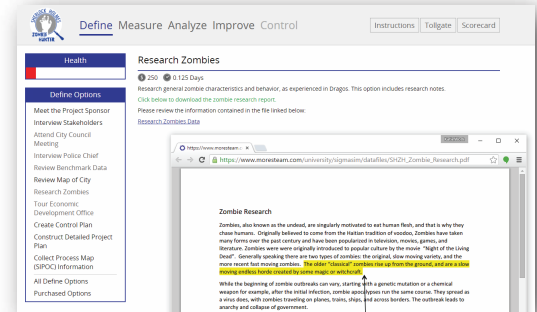 SHERLOCK HOLMES
ZOMBIE
HUNTER
Define Measure Analyze Improve Control
Instructions
Tollgate
Scorecard
Health
Define Options
Meet the Project Sponsor
Interview Stakeholders
Attend City Council
Meeting
Interview Police Chief
Review Benchmark Data
Review Map of City
Research Zombies
Tour Economic
Development Office
Create Control Plan
Construct Detailed Project
Plan
Collect Process Map
(SIPOC) Information
All Define Options
Purchased Options
Research Zombies
250 0.125 Days
Research general zombie characteristics and behavior, as experienced in Dragos. This option includes research notes.
Click below to download the zombie research report.
Please review the information contained in the file linked below:
Research Zombies Data
https://www.moresteam.c
https://www.moresteam.com/university/sigmasim/datafiles/SHZH_Zombie_Research.pdf
Zombie Research
Zombies, also known as the undead, are singularly motivated to eat human flesh, and that is why they
chase humans. Originally believed to come from the Haitian tradition of voodoo, Zombies have taken
many forms over the past century and have been popularized in television, movies, games, and
literature. Zombies were were originally introduced to popular culture by the movie "Night of the Living
Dead". Generally speaking there are two types of zombies: the original, slow moving variety, and the
more recent fast moving zombies. The older "classical" zombies rise up from the ground, and are a slow
moving endless horde created by some magic or witchcraft.
While the beginning of zombie outbreaks can vary, starting with a genetic mutation or a chemical
weapon for example, after the initial infection, zombie apocalypses run the same course. They spread as
a virus does, with zombies traveling on planes, trains, ships, and across borders. The outbreak leads to
anarchy and collapse of government.